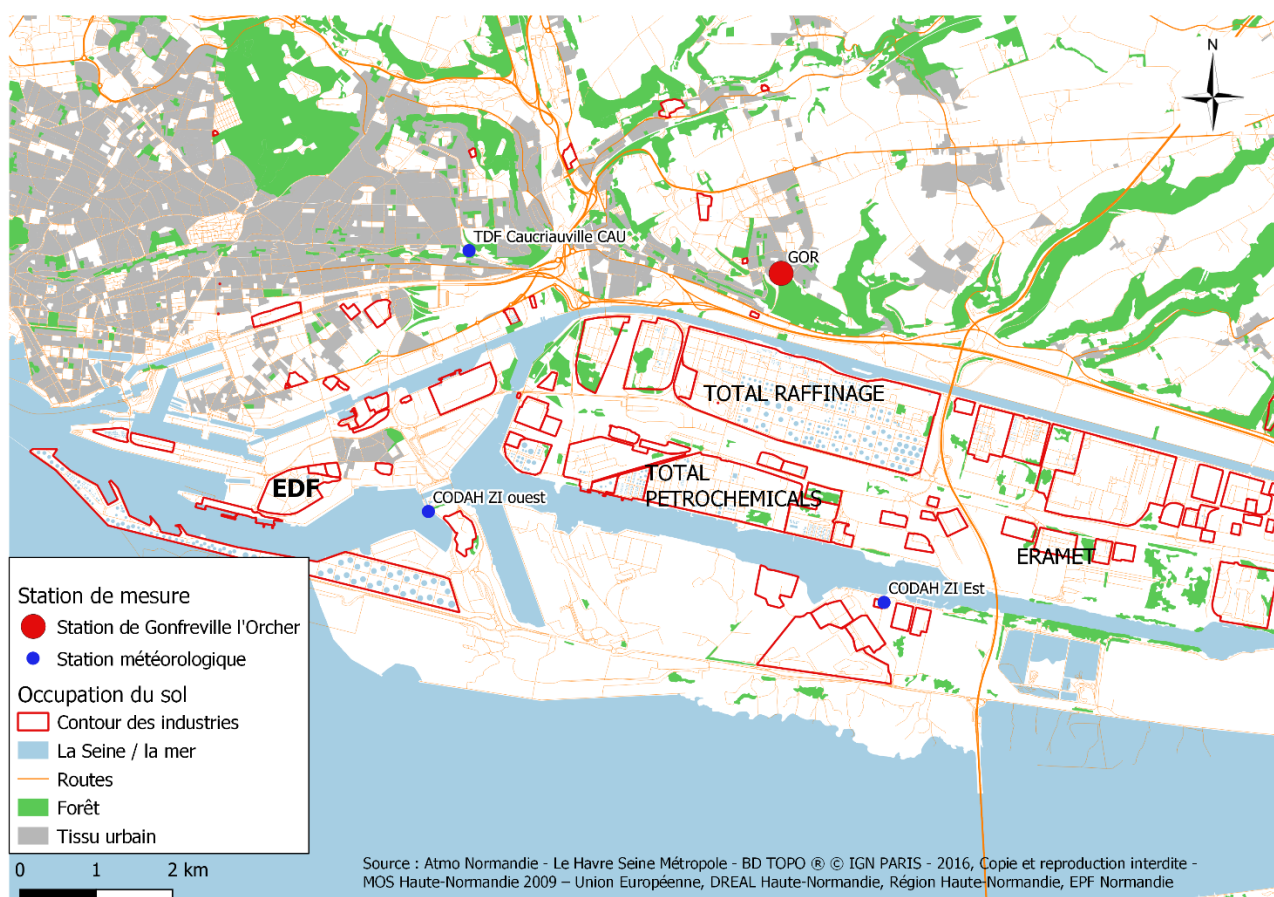 N
TDF Caucriauville CAU
GOR
TOTAL RAFFINAGE
TOTAL
PETROCHEMICALS
EDF
CODAH ZI ouest
ERAMET
CODAH ZI Est
Station de mesure
Station de Gonfreville l'Orcher
Station météorologique
Occupation du sol
Contour des industries
La Seine / la mer
Routes
Forêt
Tissu urbain
0 1 2 km
Source : Atmo Normandie - Le Havre Seine Métropole - BD TOPO ® © IGN PARIS - 2016, Copie et reproduction interdite -
MOS Haute-Normandie 2009 – Union Européenne, DREAL Haute-Normandie, Région Haute-Normandie, EPF Normandie